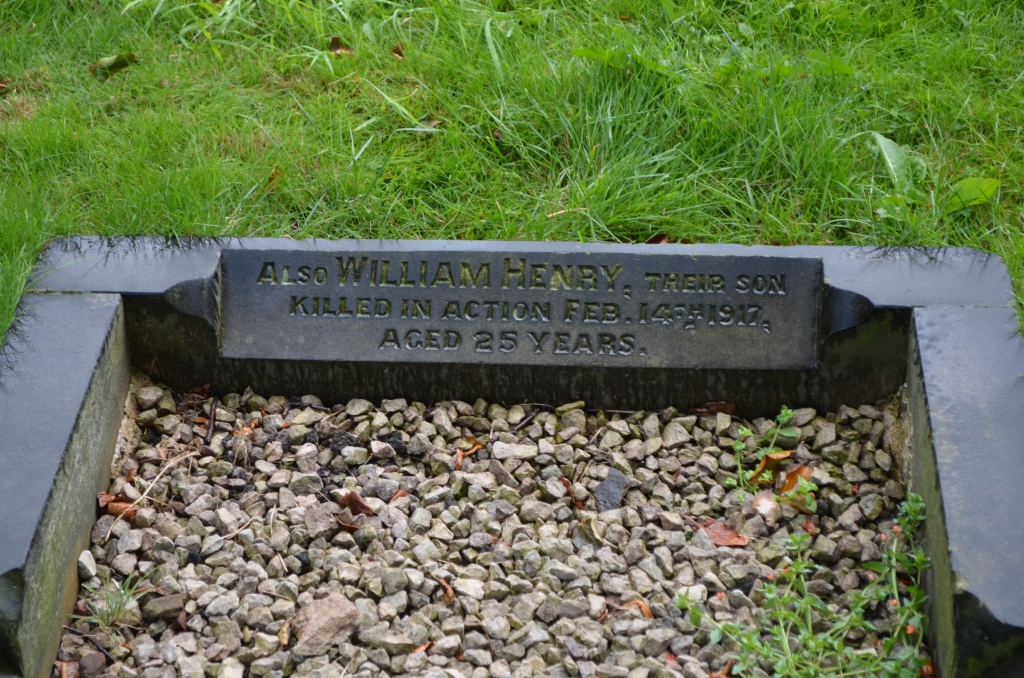 ALSO WILLIAM HENRY, THEIR SON
KILLED IN ACTION FEB. 14TH 1917,
AGED 25 YEARS.